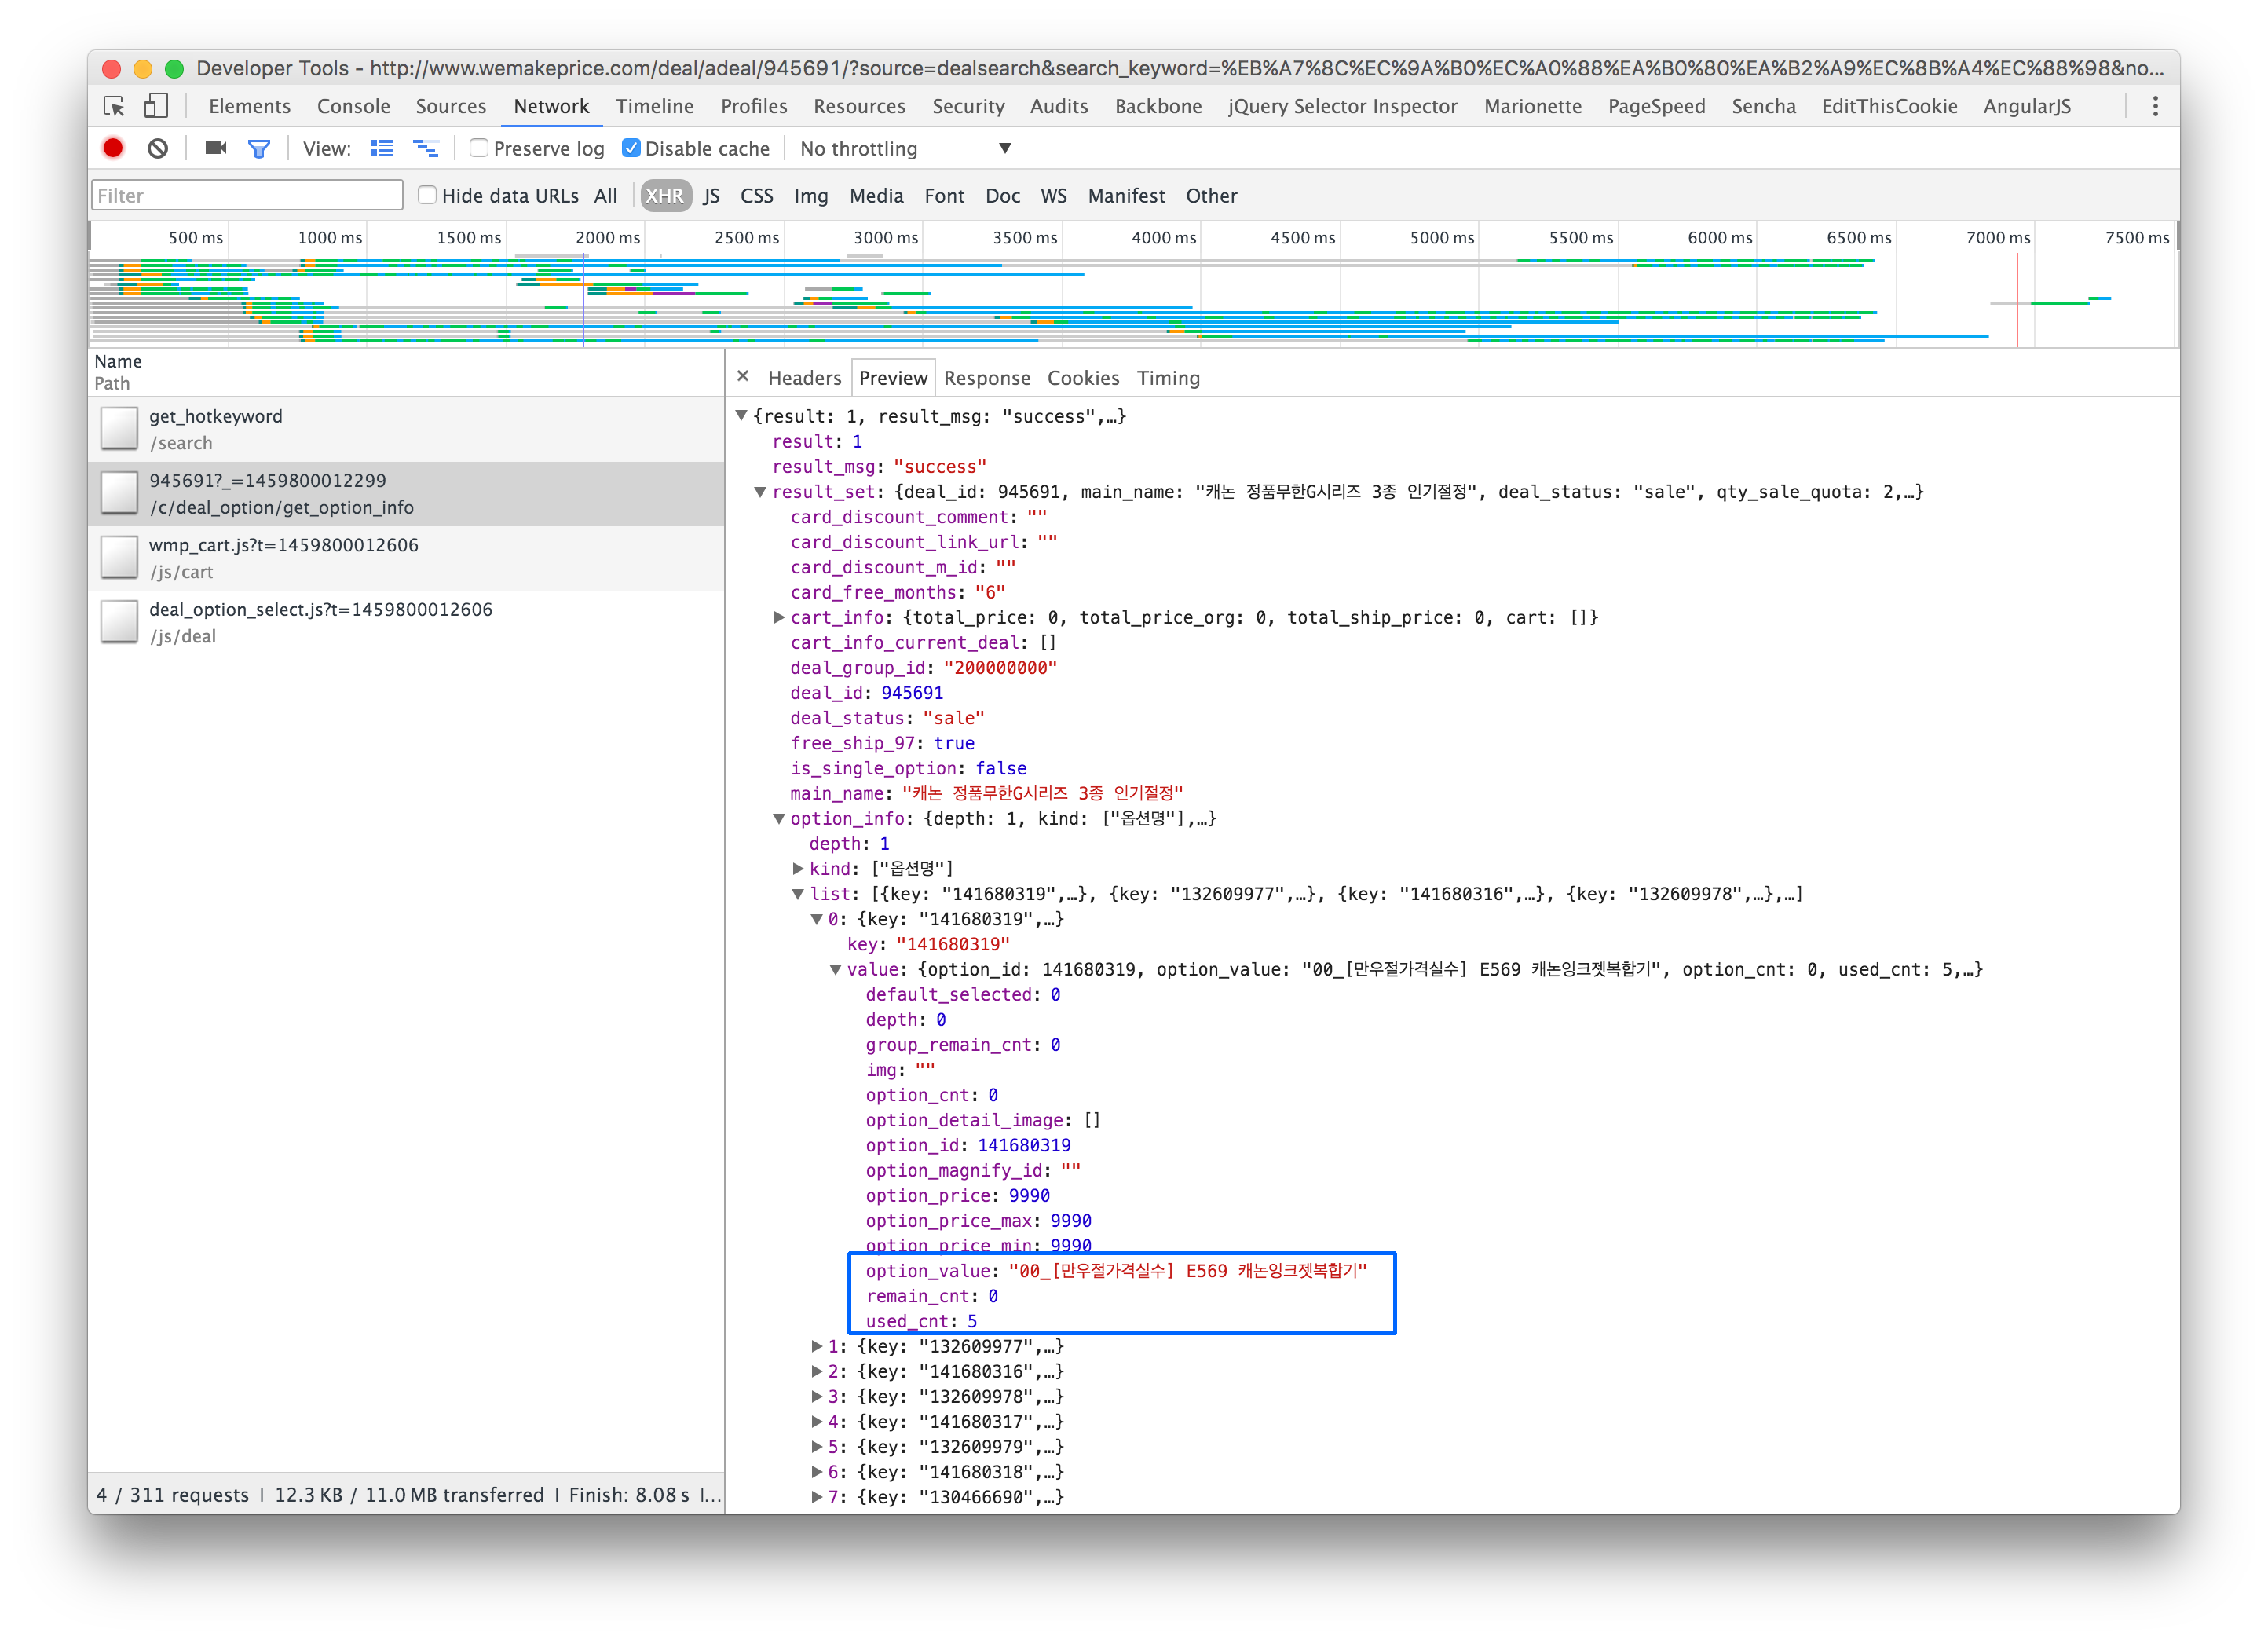 Developer Tools - http://www.wemakeprice.com/deal/adeal/945691/?source=dealsearch&search_keyword=%EB%A7%8C%EC%9A%B0%EC%A0%88%EA%B0%80%EA%B2%A9%EC%8B%A4%EC%88%98&no...
Elements Console Sources Network Timeline Profiles Resources Security Audits Backbone jQuery Selector Inspector Marionette PageSpeed Sencha EditThisCookie AngularJS
View: Preserve log Disable cache No throttling
Filter Hide data URLs All XHR JS CSS Img Media Font Doc WS Manifest Other
500 ms 1000 ms 1500 ms 2000 ms 2500 ms 3000 ms 3500 ms 4000 ms 4500 ms 5000 ms 5500 ms 6000 ms 6500 ms 7000 ms 7500 ms
Name
Path
get_hotkeyword
/search
945691?_=1459800012299
/c/deal_option/get_option_info
wmp_cart.js?t=1459800012606
/js/cart
deal_option_select.js?t=1459800012606
/js/deal
4 / 311 requests | 12.3 KB / 11.0 MB transferred | Finish: 8.08 s |...
× Headers Preview Response Cookies Timing
{result: 1, result_msg: "success",…}
result: 1
result_msg: "success"
result_set: {deal_id: 945691, main_name: "캐논 정품무한G시리즈 3종 인기절정", deal_status: "sale", qty_sale_quota: 2,…}
card_discount_comment: ""
card_discount_link_url: ""
card_discount_m_id: ""
card_free_months: "6"
cart_info: {total_price: 0, total_price_org: 0, total_ship_price: 0, cart: []}
cart_info_current_deal: []
deal_group_id: "200000000"
deal_id: 945691
deal_status: "sale"
free_ship_97: true
is_single_option: false
main_name: "캐논 정품무한G시리즈 3종 인기절정"
option_info: {depth: 1, kind: ["옵션명"],…}
depth: 1
kind: ["옵션명"]
list: [{key: "141680319",…}, {key: "132609977",…}, {key: "141680316",…}, {key: "132609978",…},…]
0: {key: "141680319",…}
key: "141680319"
value: {option_id: 141680319, option_value: "00_[만우절가격실수] E569 캐논잉크젯복합기", option_cnt: 0, used_cnt: 5,…}
default_selected: 0
depth: 0
group_remain_cnt: 0
img: ""
option_cnt: 0
option_detail_image: []
option_id: 141680319
option_magnify_id: ""
option_price: 9990
option_price_max: 9990
option_price_min: 9990
option_value: "00_[만우절가격실수] E569 캐논잉크젯복합기"
remain_cnt: 0
used_cnt: 5
1: {key: "132609977",…}
2: {key: "141680316",…}
3: {key: "132609978",…}
4: {key: "141680317",…}
5: {key: "132609979",…}
6: {key: "141680318",…}
7: {key: "130466690",…}